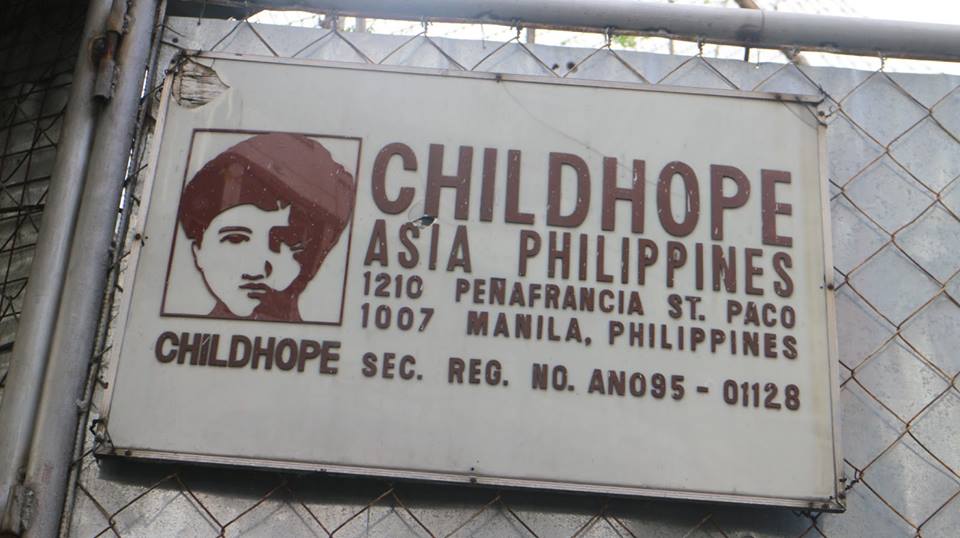 CHILDHOPE
ASIA PHILIPPINES
1210 PEÑAFRANCIA ST. PACO
1007 MANILA, PHILIPPINES
SEC. REG. NO. ANO95 - 01128
CHILDHOPE